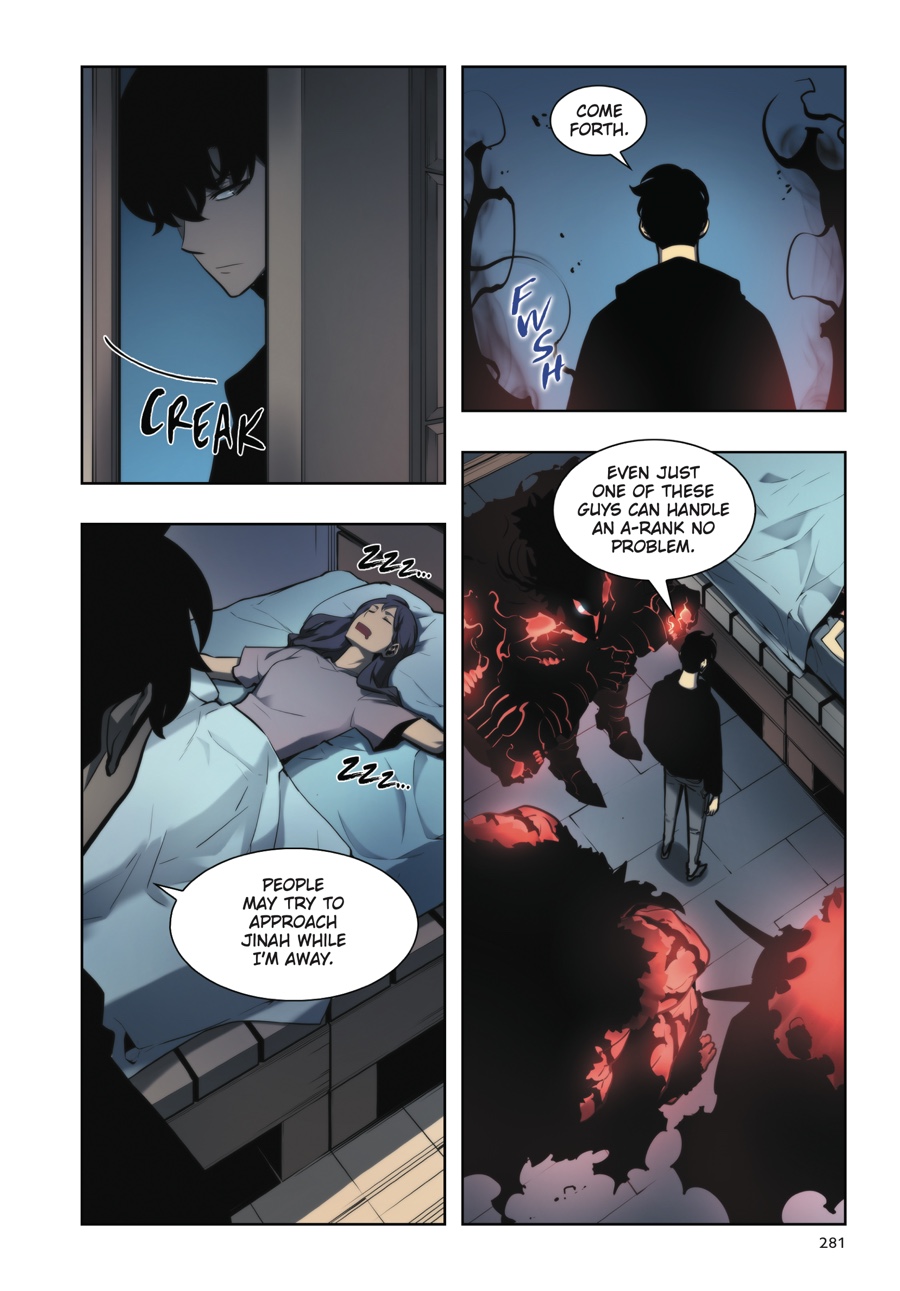 CREAK
ZZZ...
ZZZ...
PEOPLE
MAY TRY TO
APPROACH
JINAH WHILE
I'M AWAY.
COME
FORTH.
FWSH
EVEN JUST
ONE OF THESE
GUYS CAN HANDLE
AN A-RANK NO
PROBLEM.
281